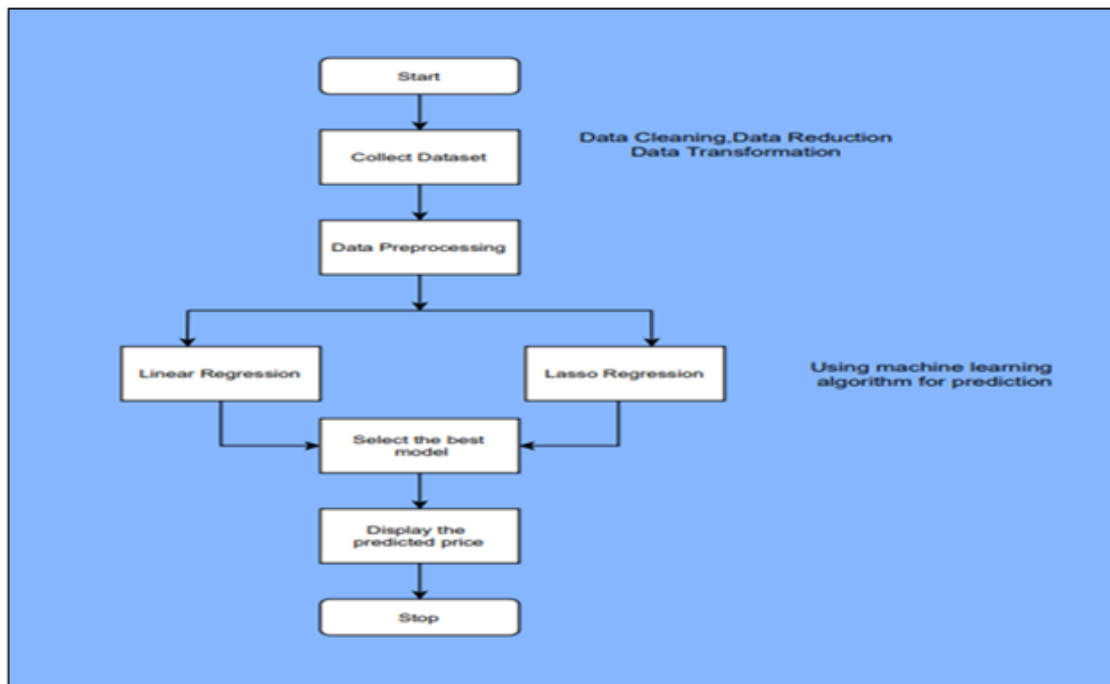 Start
Collect Dataset
Data Cleaning,Data Reduction
Data Transformation
Data Preprocessing
Linear Regression
Lasso Regression
Using machine learning
algorithm for prediction
Select the best
model
Display the
predicted price
Stop